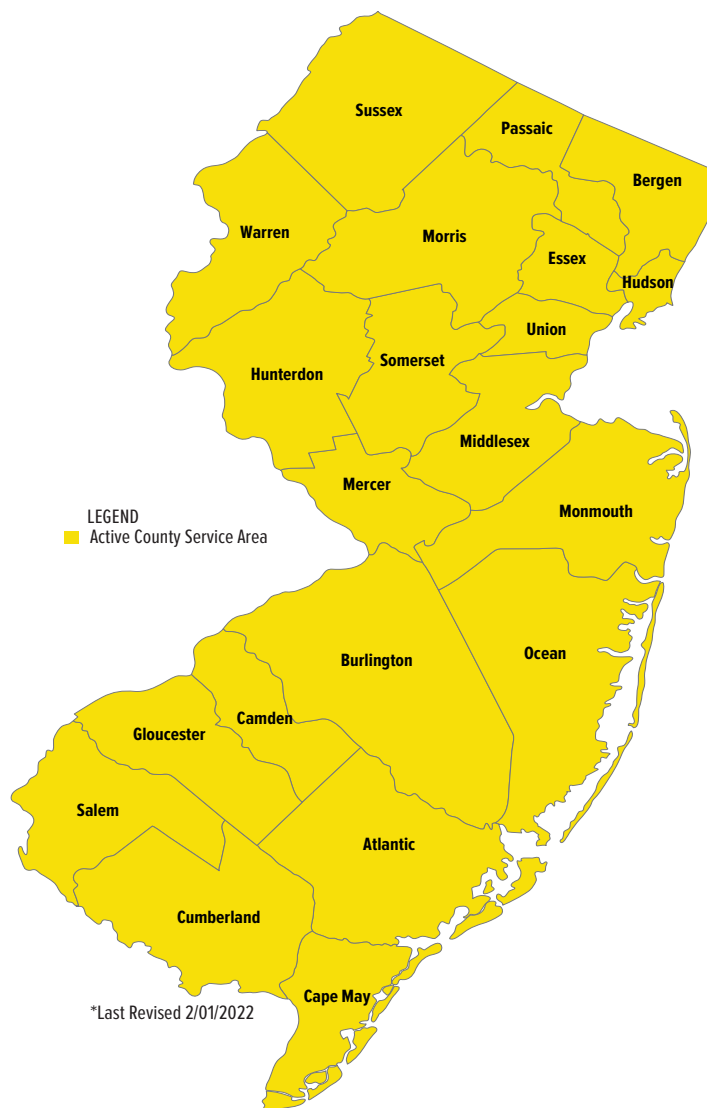 Sussex
Passaic
Bergen
Warren
Morris
Essex
Hudson
Union
Somerset
Hunterdon
Middlesex
Mercer
Monmouth
LEGEND
Active County Service Area
Ocean
Burlington
Camden
Gloucester
Salem
Atlantic
Cumberland
Cape May
*Last Revised 2/01/2022